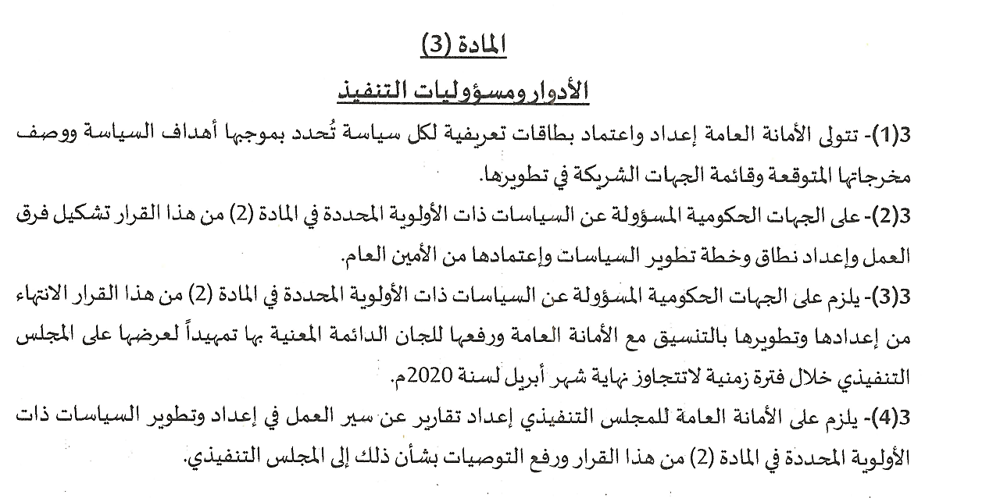 المادة (3)
الأدوار ومسؤوليات التنفيذ
3(1)- تتولى الأمانة العامة إعداد واعتماد بطاقات تعريفية لكل سياسة تُحدد بموجبها أهداف السياسة ووصف
مخرجاتها المتوقعة وقائمة الجهات الشريكة في تطويرها.
3(2)- على الجهات الحكومية المسؤولة عن السياسات ذات الأولوية المحددة في المادة (2) من هذا القرار تشكيل فرق
العمل وإعداد نطاق وخطة تطوير السياسات وإعتمادها من الأمين العام.
3(3)- يلزم على الجهات الحكومية المسؤولة عن السياسات ذات الأولوية المحددة في المادة (2) من هذا القرار الانتهاء
من إعدادها وتطويرها بالتنسيق مع الأمانة العامة ورفعها للجان الدائمة المعنية بها تمهيداً لعرضها على المجلس
التنفيذي خلال فترة زمنية لاتتجاوز نهاية شهر أبريل لسنة 2020م.
3(4)- يلزم على الأمانة العامة للمجلس التنفيذي إعداد تقارير عن سير العمل في إعداد وتطوير السياسات ذات
الأولوية المحددة في المادة (2) من هذا القرار ورفع التوصيات بشأن ذلك إلى المجلس التنفيذي.